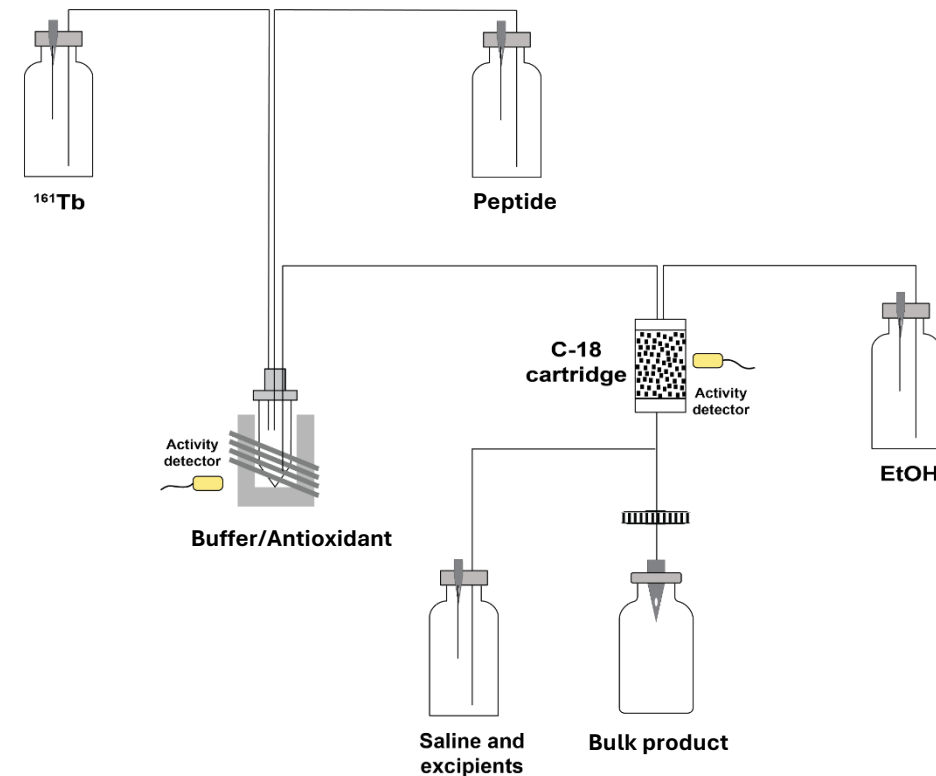 ¹⁶¹Tb
Peptide
C-18
cartridge
Activity
detector
EtOH
Activity
detector
Buffer/Antioxidant
Saline and
excipients
Bulk product